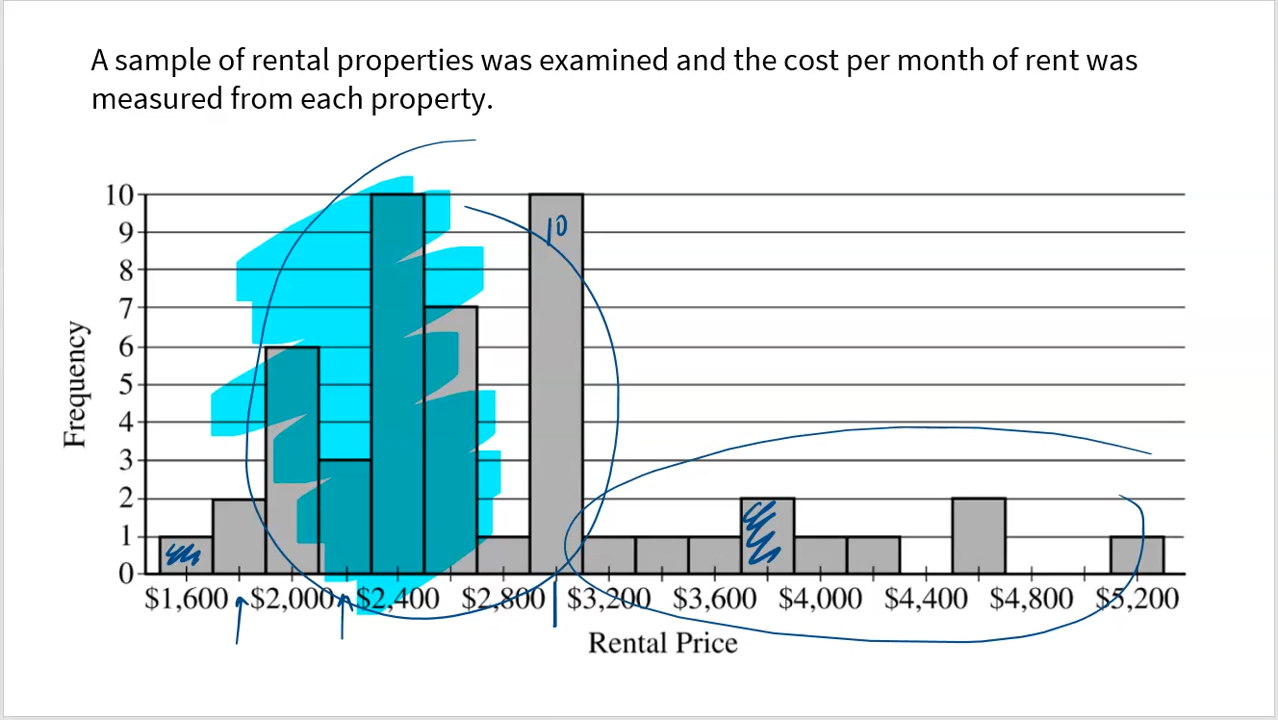 A sample of rental properties was examined and the cost per month of rent was
measured from each property.
10
9
8
7
6
5
4
3
2
1
0
Frequency
10
$1,600 $2,000 $2,400 $2,800 $3,200 $3,600 $4,000 $4,400 $4,800 $5,200
Rental Price